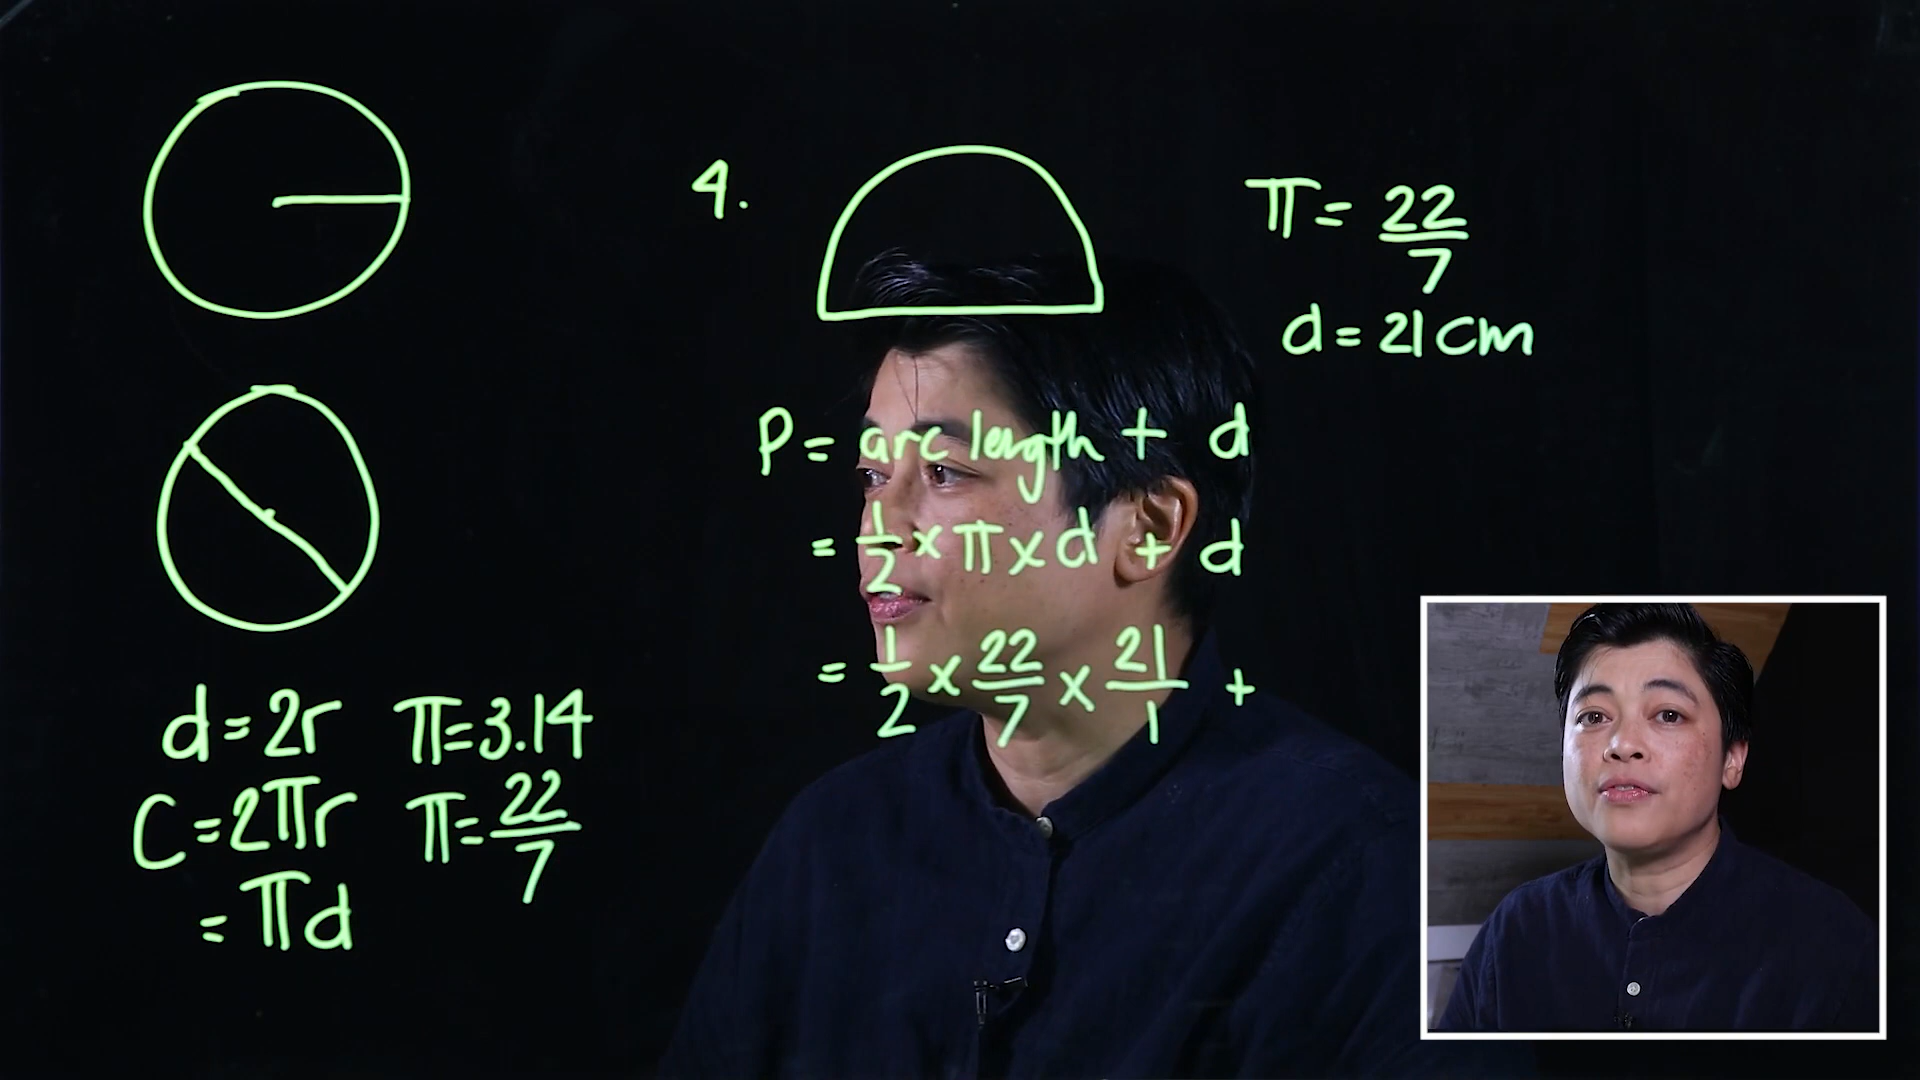 4.
π = 22/7
d = 21 cm
P = arc length + d
= 1/2 × π × d + d
= 1/2 × 22/7 × 21/1 +
d = 2r π = 3.14
C = 2πr π = 22/7
= πd